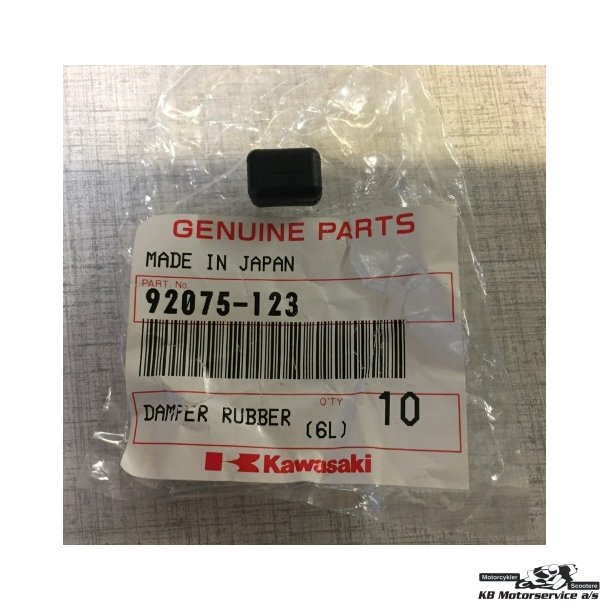 GENUINE PARTS
MADE IN JAPAN
PART. No.
92075-123
DAMPER RUBBER (6L)
Q'TY 10
Kawasaki
Motorcykler Scootere
KB Motorservice a/s